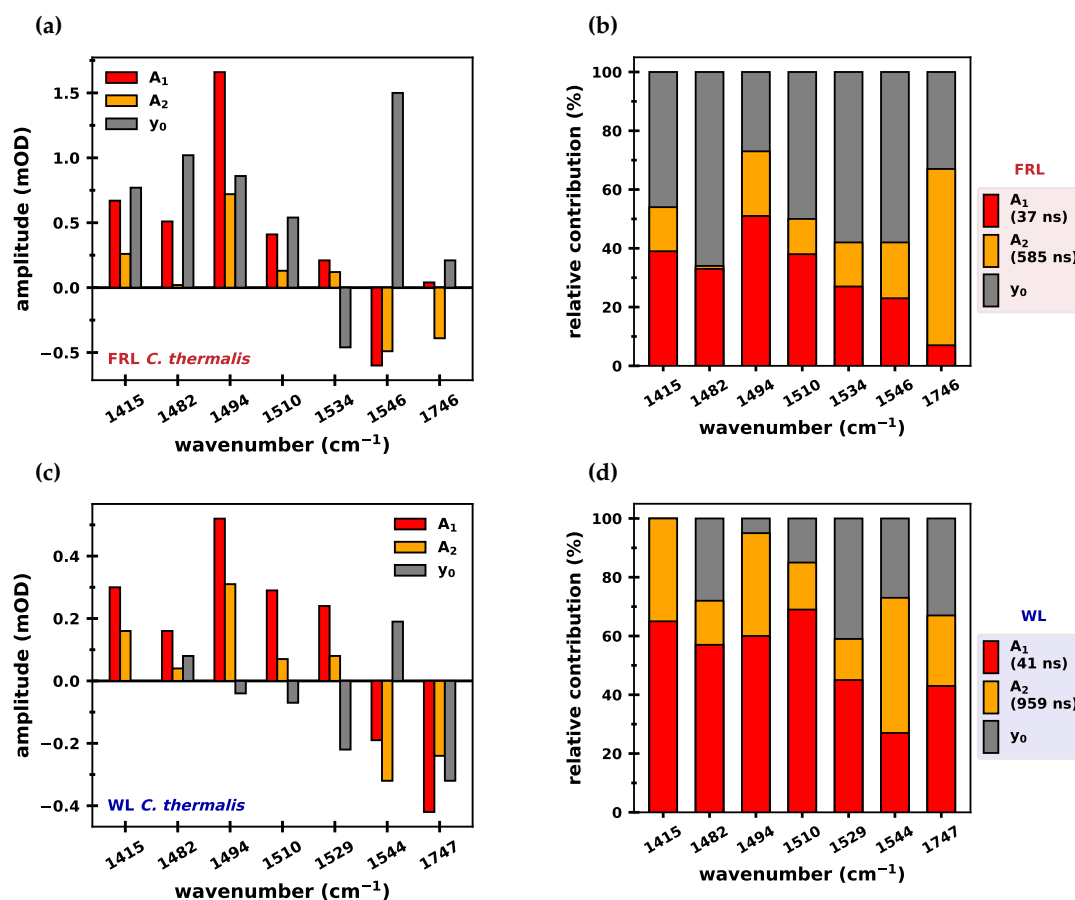 (a)
amplitude (mOD)
1.5
1.0
0.5
0.0
−0.5
A₁
A₂
y₀
FRL C. thermalis
1415 1482 1494 1510 1534 1546 1746
wavenumber (cm⁻¹)
(b)
relative contribution (%)
100
80
60
40
20
0
1415 1482 1494 1510 1534 1546 1746
wavenumber (cm⁻¹)
FRL
A₁
(37 ns)
A₂
(585 ns)
y₀
(c)
amplitude (mOD)
0.4
0.2
0.0
−0.2
−0.4
A₁
A₂
y₀
WL C. thermalis
1415 1482 1494 1510 1529 1544 1747
wavenumber (cm⁻¹)
(d)
relative contribution (%)
100
80
60
40
20
0
1415 1482 1494 1510 1529 1544 1747
wavenumber (cm⁻¹)
WL
A₁
(41 ns)
A₂
(959 ns)
y₀